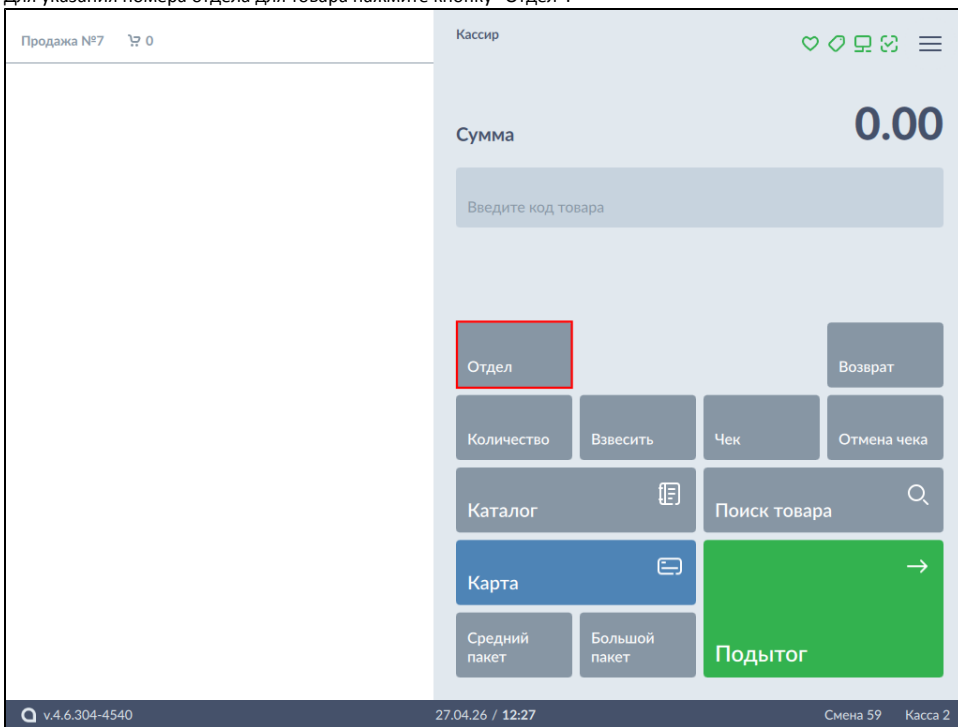 Для указания номера отдела для товара нажмите кнопку "Отдел".
Продажа №7 0
Кассир
Сумма
0.00
Введите код товара
Отдел
Возврат
Количество
Взвесить
Чек
Отмена чека
Каталог
Поиск товара
Карта
Средний
пакет
Большой
пакет
Подытог
v.4.6.304-4540
27.04.26 / 12:27
Смена 59
Касса 2